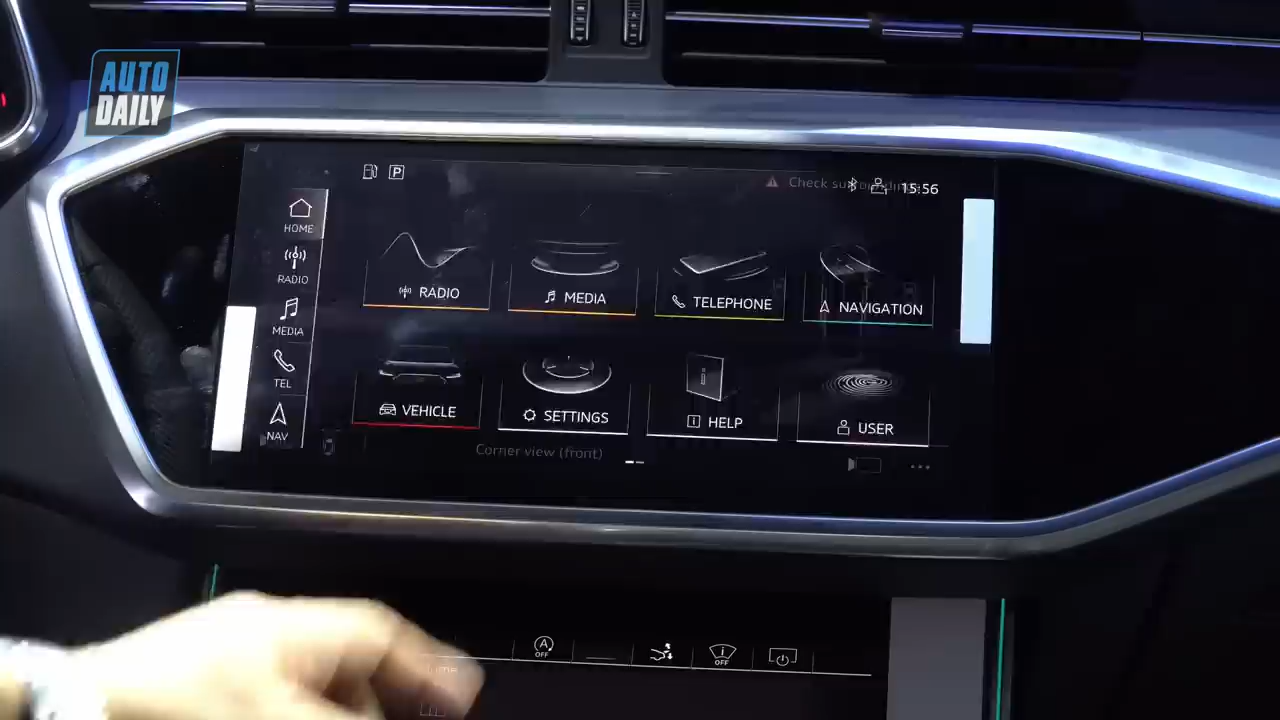 AUTO
DAILY
P
Check surroundings
15:56
HOME
RADIO
MEDIA
TEL
NAV
RADIO
MEDIA
TELEPHONE
NAVIGATION
VEHICLE
SETTINGS
HELP
USER
Corner view (front)
A
OFF
OFF